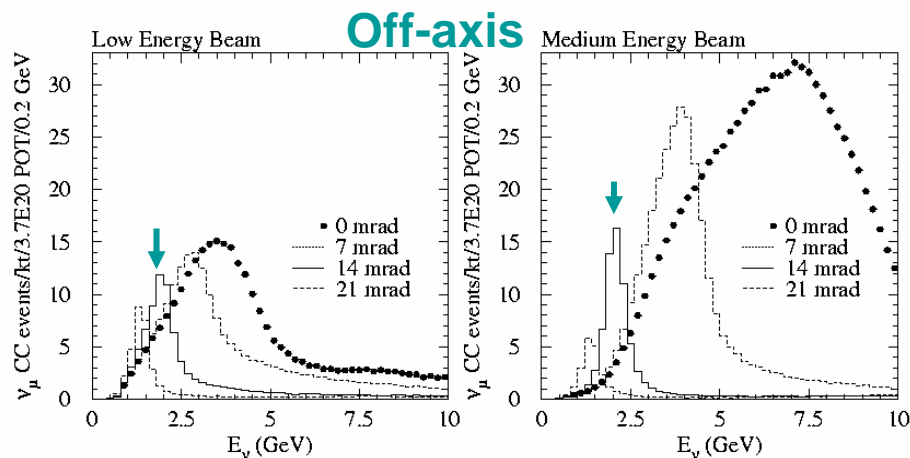 Off-axis
Low Energy Beam
ν_μ CC events/kt/3.7E20 POT/0.2 GeV
30
25
20
15
10
5
0
0 mrad
7 mrad
14 mrad
21 mrad
0
2.5
5
7.5
10
E_ν (GeV)
Medium Energy Beam
ν_μ CC events/kt/3.7E20 POT/0.2 GeV
30
25
20
15
10
5
0
0 mrad
7 mrad
14 mrad
21 mrad
0
2.5
5
7.5
10
E_ν (GeV)